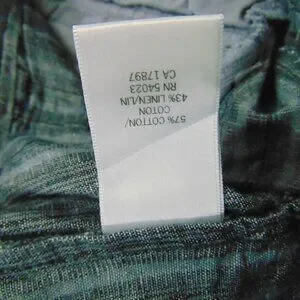 57% COTTON/
COTON
43% LINEN/LIN
RN 54023
CA 17897